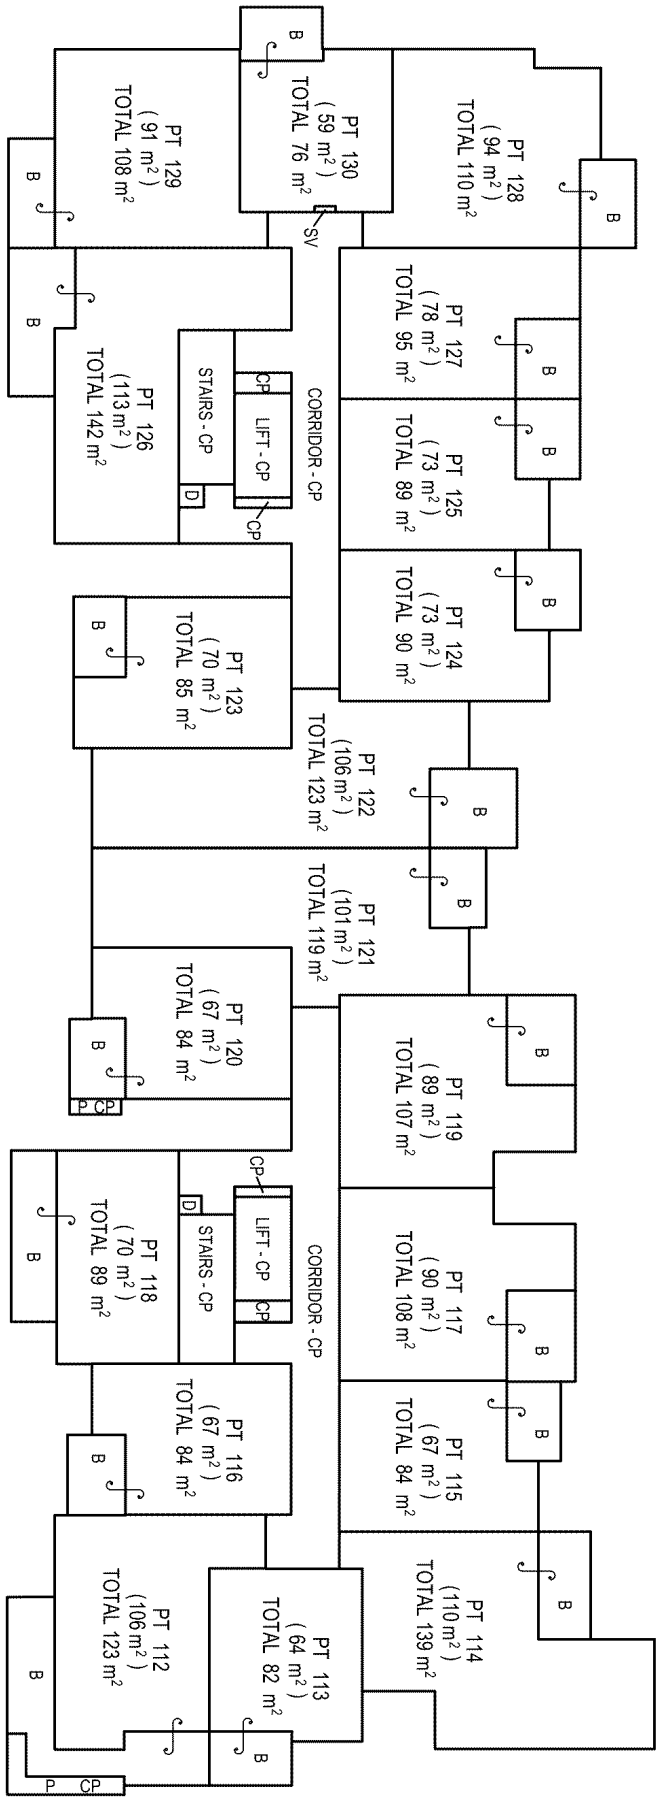 B
PT 130
( 59 m²)
TOTAL 76 m²
SV
PT 129
( 91 m²)
TOTAL 108 m²
B
PT 128
( 94 m²)
TOTAL 110 m²
B
PT 127
( 78 m²)
TOTAL 95 m²
B
B
PT 126
(113 m²)
TOTAL 142 m²
STAIRS - CP
D
CP
LIFT - CP
CP
CORRIDOR - CP
PT 125
( 73 m²)
TOTAL 89 m²
B
PT 124
( 73 m²)
TOTAL 90 m²
B
PT 123
( 70 m²)
TOTAL 85 m²
B
PT 122
(106 m²)
TOTAL 123 m²
B
PT 121
(101 m²)
TOTAL 119 m²
B
PT 120
( 67 m²)
TOTAL 84 m²
B
P CP
PT 119
( 89 m²)
TOTAL 107 m²
B
PT 118
( 70 m²)
TOTAL 89 m²
B
D
STAIRS - CP
CP
LIFT - CP
CP
CORRIDOR - CP
PT 117
( 90 m²)
TOTAL 108 m²
B
PT 116
( 67 m²)
TOTAL 84 m²
B
PT 115
( 67 m²)
TOTAL 84 m²
B
PT 114
(110 m²)
TOTAL 139 m²
B
PT 113
( 64 m²)
TOTAL 82 m²
B
PT 112
(106 m²)
TOTAL 123 m²
B
P CP